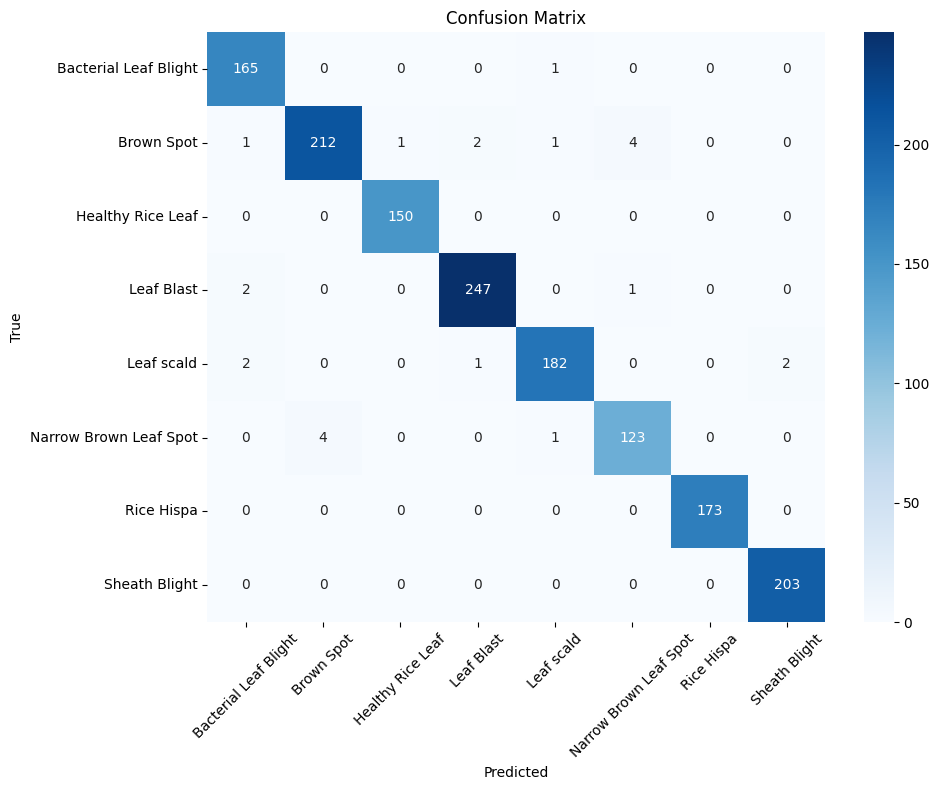 Confusion Matrix
Bacterial Leaf Blight 165 0 0 0 1 0 0 0
Brown Spot 1 212 1 2 1 4 0 0
Healthy Rice Leaf 0 0 150 0 0 0 0 0
Leaf Blast 2 0 0 247 0 1 0 0
Leaf scald 2 0 0 1 182 0 0 2
Narrow Brown Leaf Spot 0 4 0 0 1 123 0 0
Rice Hispa 0 0 0 0 0 0 173 0
Sheath Blight 0 0 0 0 0 0 0 203
True
Bacterial Leaf Blight
Brown Spot
Healthy Rice Leaf
Leaf Blast
Leaf scald
Narrow Brown Leaf Spot
Rice Hispa
Sheath Blight
Predicted
200
150
100
50
0